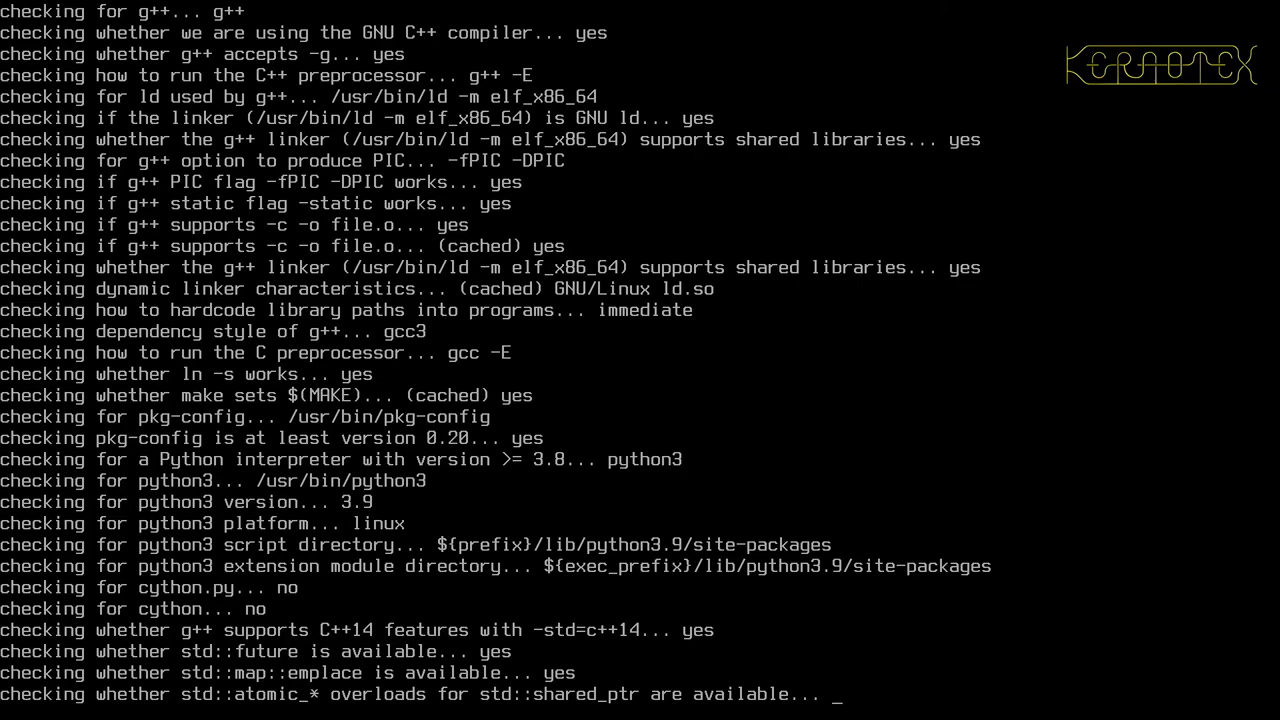 checking for g++... g++
checking whether we are using the GNU C++ compiler... yes
checking whether g++ accepts -g... yes
checking how to run the C++ preprocessor... g++ -E
checking for ld used by g++... /usr/bin/ld -m elf_x86_64
checking if the linker (/usr/bin/ld -m elf_x86_64) is GNU ld... yes
checking whether the g++ linker (/usr/bin/ld -m elf_x86_64) supports shared libraries... yes
checking for g++ option to produce PIC... -fPIC -DPIC
checking if g++ PIC flag -fPIC -DPIC works... yes
checking if g++ static flag -static works... yes
checking if g++ supports -c -o file.o... yes
checking if g++ supports -c -o file.o... (cached) yes
checking whether the g++ linker (/usr/bin/ld -m elf_x86_64) supports shared libraries... yes
checking dynamic linker characteristics... (cached) GNU/Linux ld.so
checking how to hardcode library paths into programs... immediate
checking dependency style of g++... gcc3
checking how to run the C preprocessor... gcc -E
checking whether ln -s works... yes
checking whether make sets $(MAKE)... (cached) yes
checking for pkg-config... /usr/bin/pkg-config
checking pkg-config is at least version 0.20... yes
checking for a Python interpreter with version >= 3.8... python3
checking for python3... /usr/bin/python3
checking for python3 version... 3.9
checking for python3 platform... linux
checking for python3 script directory... ${prefix}/lib/python3.9/site-packages
checking for python3 extension module directory... ${exec_prefix}/lib/python3.9/site-packages
checking for cython.py... no
checking for cython... no
checking whether g++ supports C++14 features with -std=c++14... yes
checking whether std::future is available... yes
checking whether std::map::emplace is available... yes
checking whether std::atomic_* overloads for std::shared_ptr are available... _
KERAOTEX